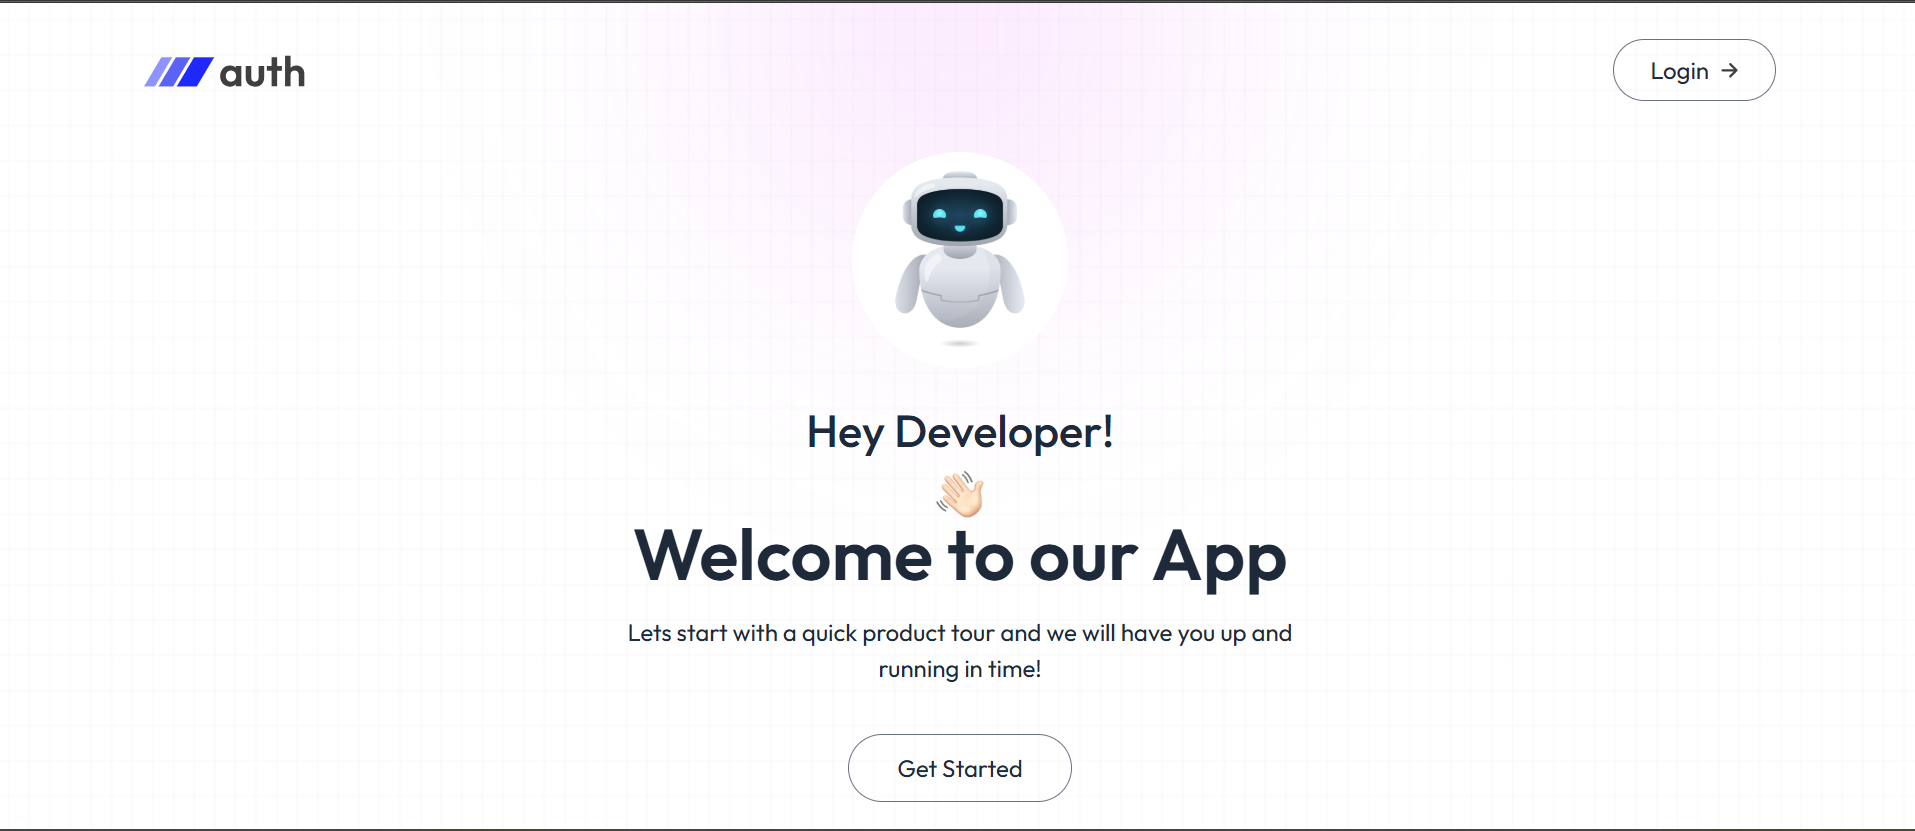 auth
Login →
Hey Developer!
👋🏻
Welcome to our App
Lets start with a quick product tour and we will have you up and
running in time!
Get Started